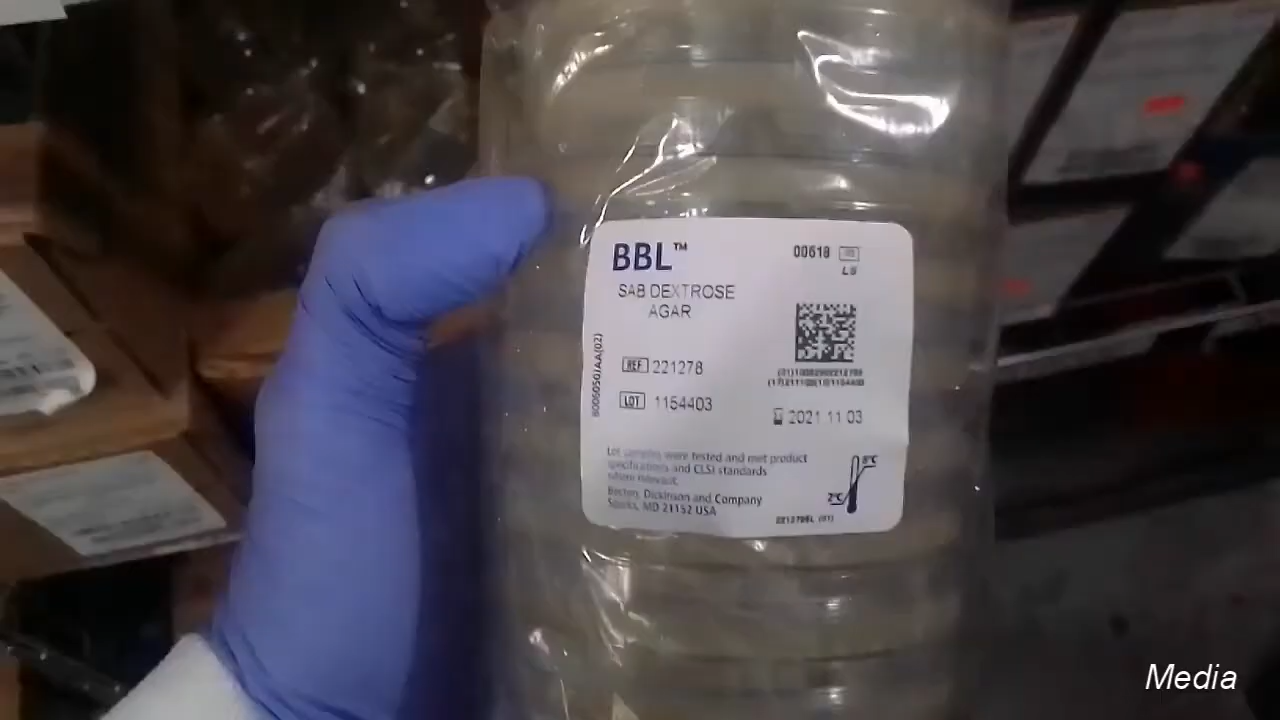 BBL™
00618
LS
SAB DEXTROSE
AGAR
REF 221278
LOT 1154403
2021 11 03
Lot samples were tested and met product
specifications and CLSI standards
where relevant.
Becton, Dickinson and Company
Sparks, MD 21152 USA
8°C
2°C
Media